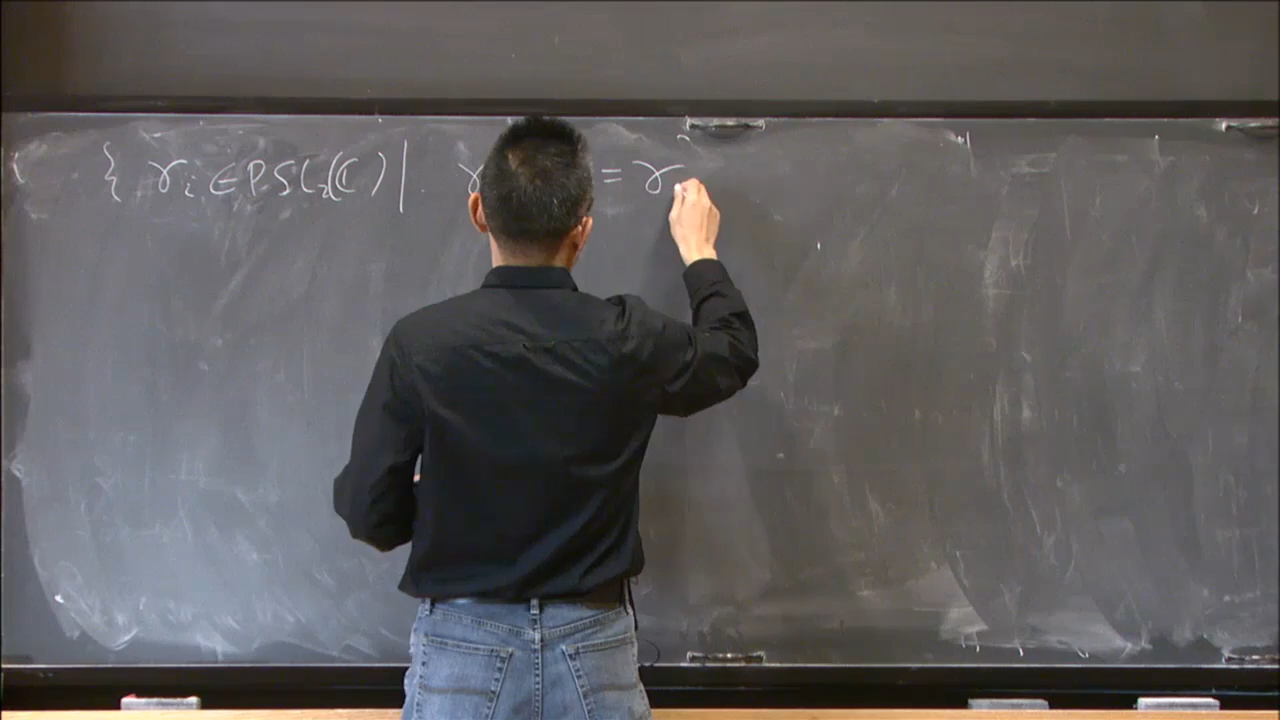 { γᵢ ∈ PSL₂(ℂ) | γ = γ